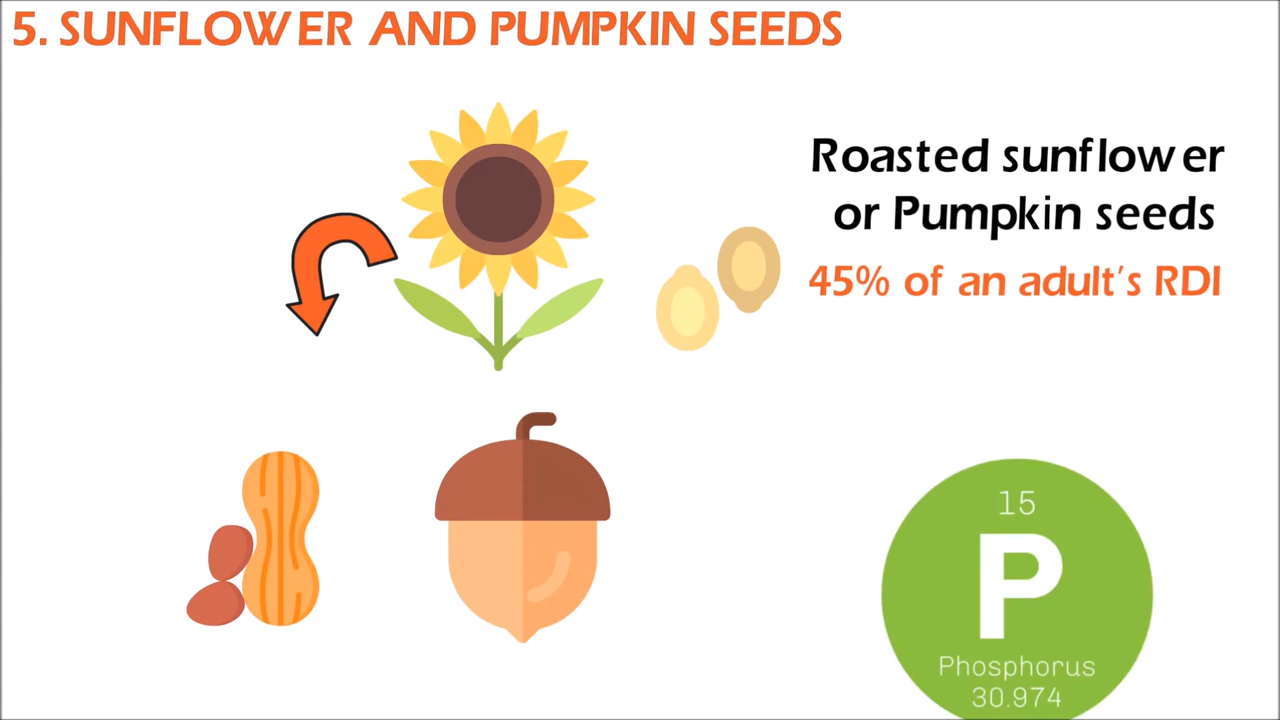 5. SUNFLOWER AND PUMPKIN SEEDS
Roasted sunflower
or Pumpkin seeds
45% of an adult's RDI
15
P
Phosphorus
30.974